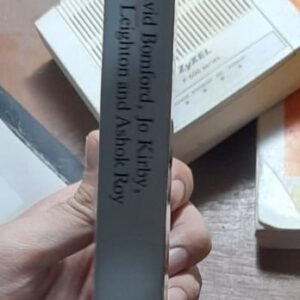 vid Bomford, Jo Kirby,
Leighton and Ashok Roy
ZyXEL